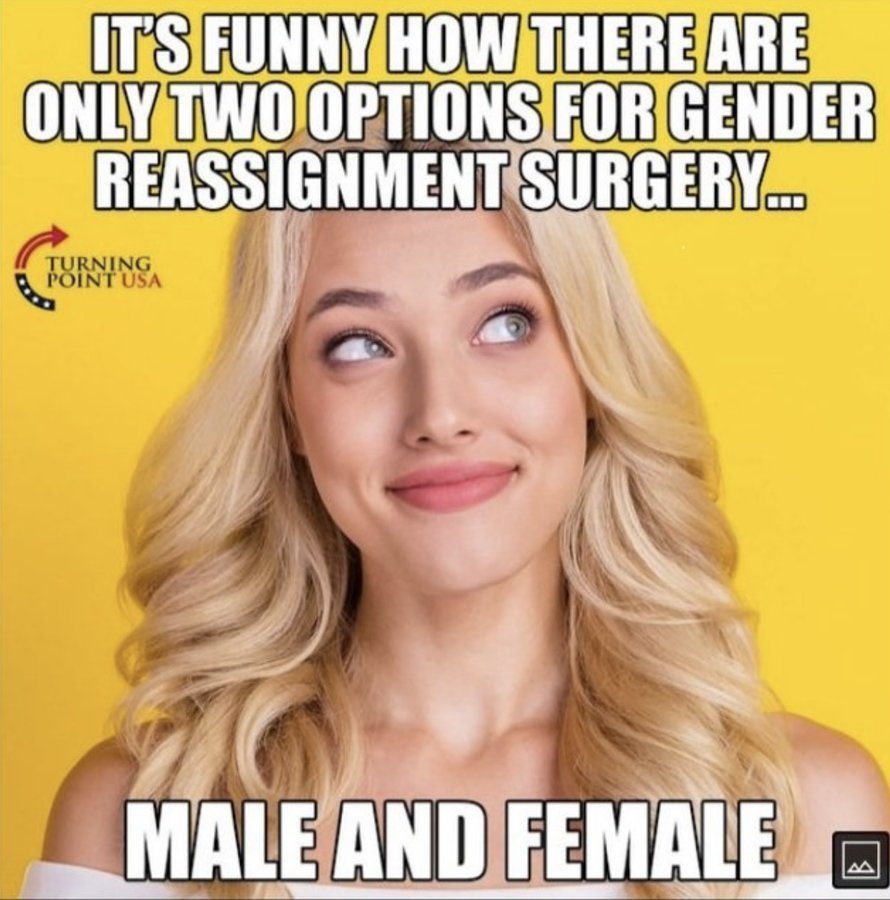 IT'S FUNNY HOW THERE ARE
ONLY TWO OPTIONS FOR GENDER
REASSIGNMENT SURGERY...
TURNING
POINT USA
MALE AND FEMALE